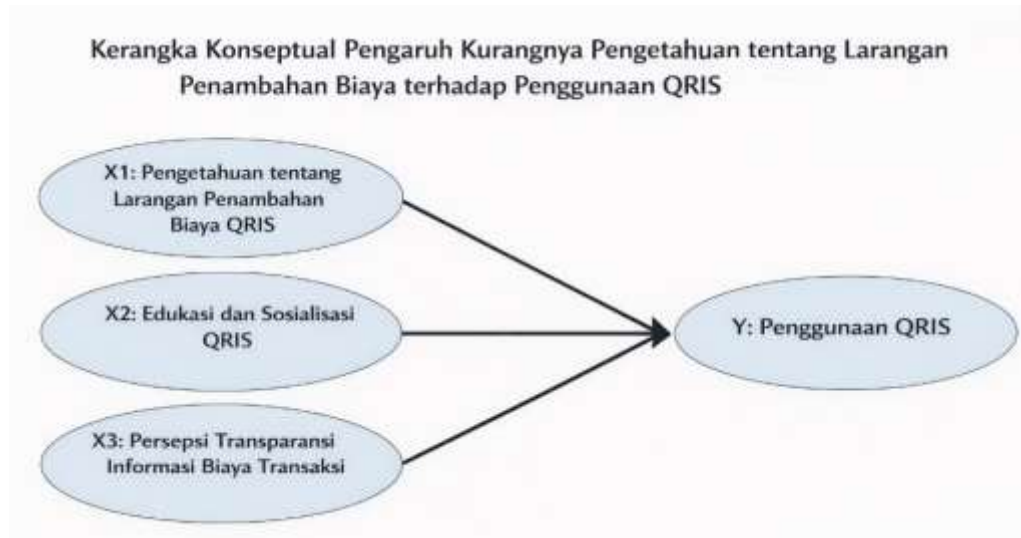 Kerangka Konseptual Pengaruh Kurangnya Pengetahuan tentang Larangan
Penambahan Biaya terhadap Penggunaan QRIS
X1: Pengetahuan tentang
Larangan Penambahan
Biaya QRIS
X2: Edukasi dan Sosialisasi
QRIS
Y: Penggunaan QRIS
X3: Persepsi Transparansi
Informasi Biaya Transaksi